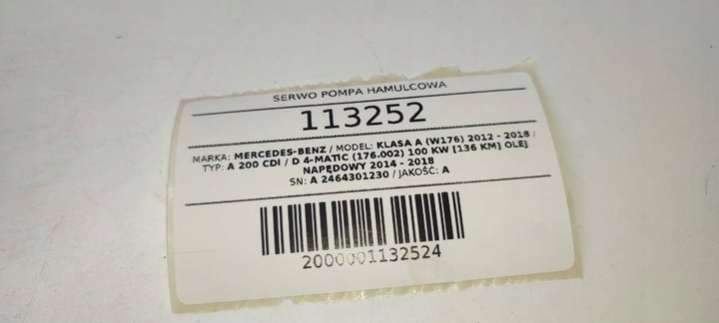 SERWO POMPA HAMULCOWA
113252
MARKA: MERCEDES-BENZ / MODEL: KLASA A (W176) 2012 - 2018 /
TYP: A 200 CDI / D 4-MATIC (176.002) 100 KW [136 KM] OLEJ
NAPĘDOWY 2014 - 2018
SN: A 2464301230 / JAKOŚĆ: A
2000001132524